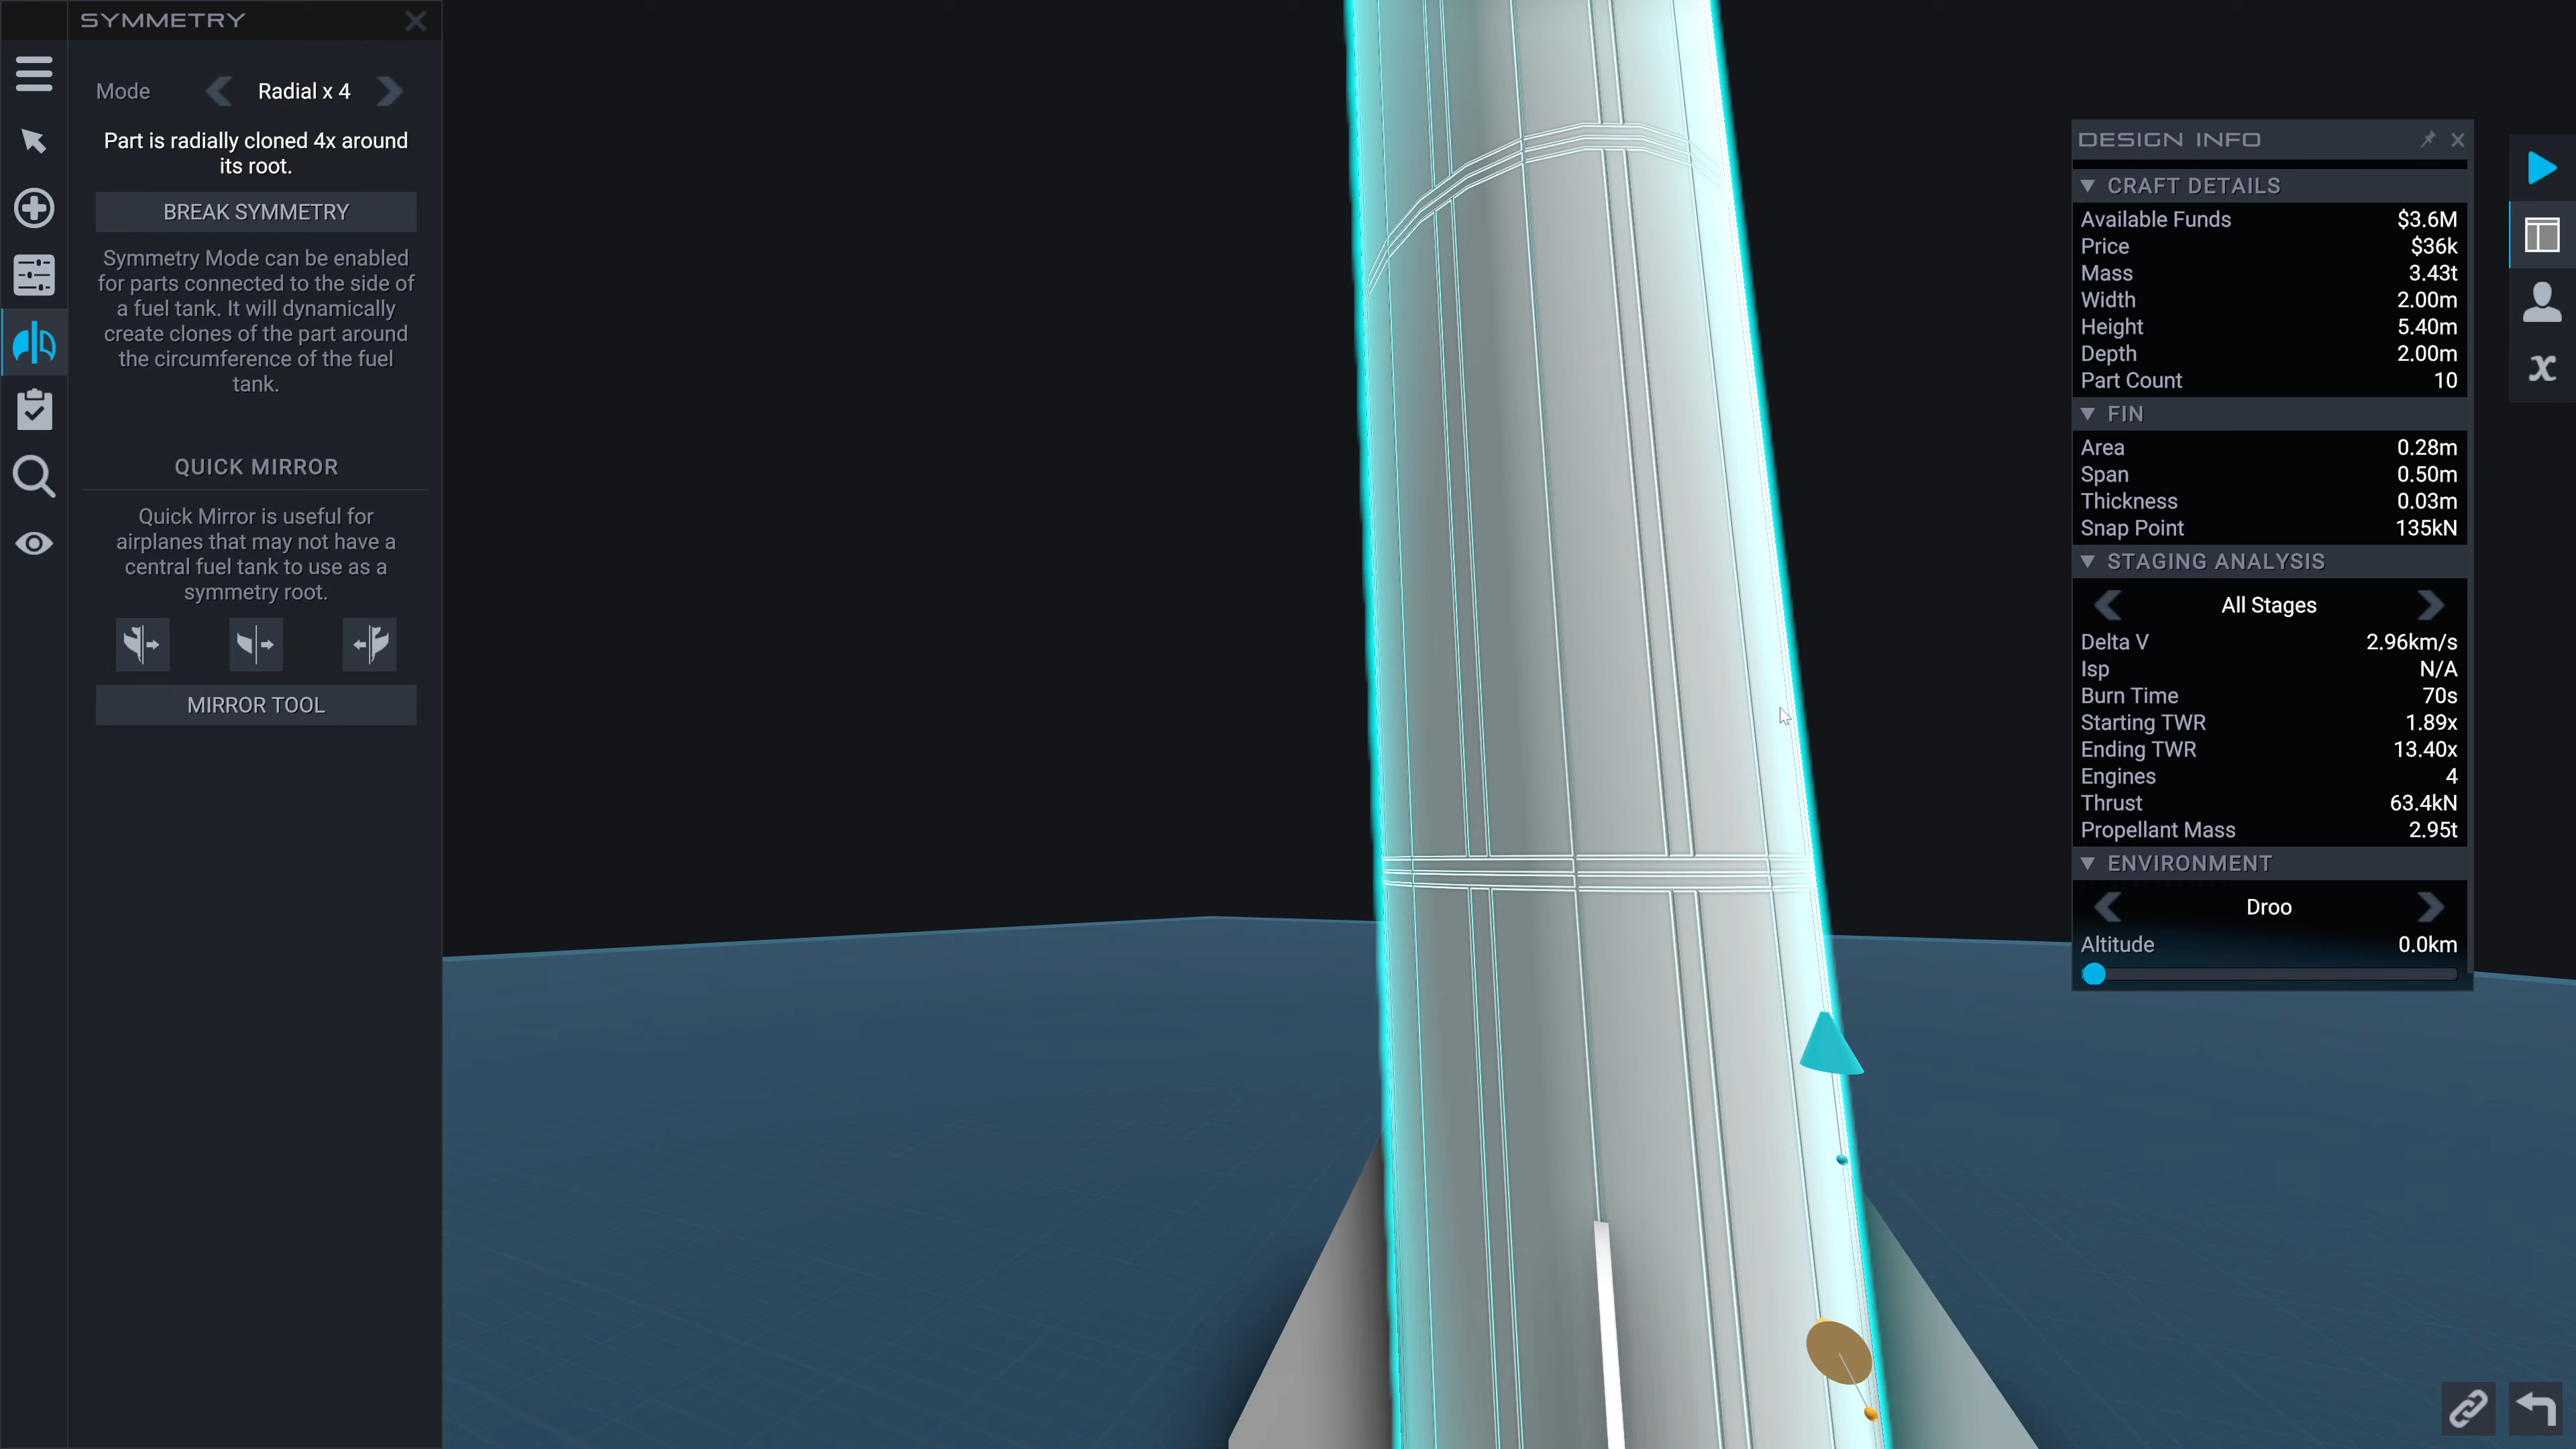 SYMMETRY
Mode
Radial x 4
Part is radially cloned 4x around
its root.
BREAK SYMMETRY
Symmetry Mode can be enabled
for parts connected to the side of
a fuel tank. It will dynamically
create clones of the part around
the circumference of the fuel
tank.
QUICK MIRROR
Quick Mirror is useful for
airplanes that may not have a
central fuel tank to use as a
symmetry root.
MIRROR TOOL
DESIGN INFO
CRAFT DETAILS
Available Funds $3.6M
Price $36k
Mass 3.43t
Width 2.00m
Height 5.40m
Depth 2.00m
Part Count 10
FIN
Area 0.28m
Span 0.50m
Thickness 0.03m
Snap Point 135kN
STAGING ANALYSIS
All Stages
Delta V 2.96km/s
Isp N/A
Burn Time 70s
Starting TWR 1.89x
Ending TWR 13.40x
Engines 4
Thrust 63.4kN
Propellant Mass 2.95t
ENVIRONMENT
Droo
Altitude 0.0km
x